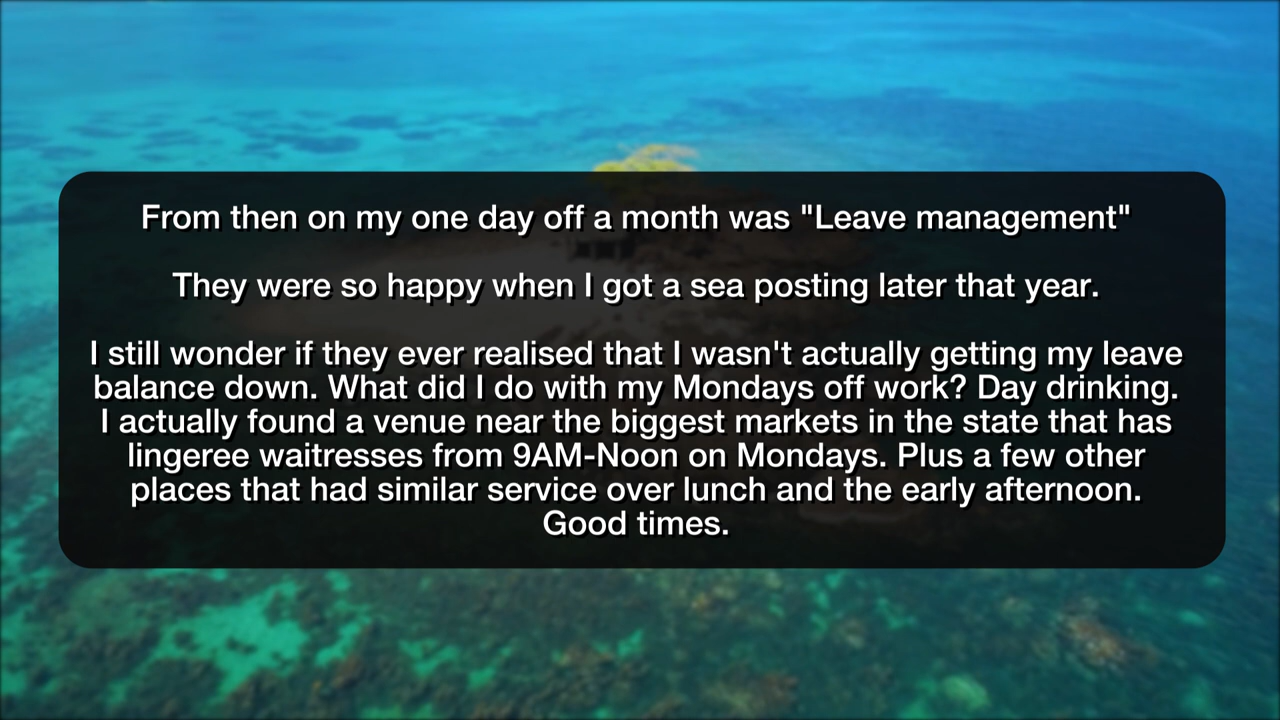 From then on my one day off a month was "Leave management"
They were so happy when I got a sea posting later that year.
I still wonder if they ever realised that I wasn't actually getting my leave
balance down. What did I do with my Mondays off work? Day drinking.
I actually found a venue near the biggest markets in the state that has
lingeree waitresses from 9AM-Noon on Mondays. Plus a few other
places that had similar service over lunch and the early afternoon.
Good times.